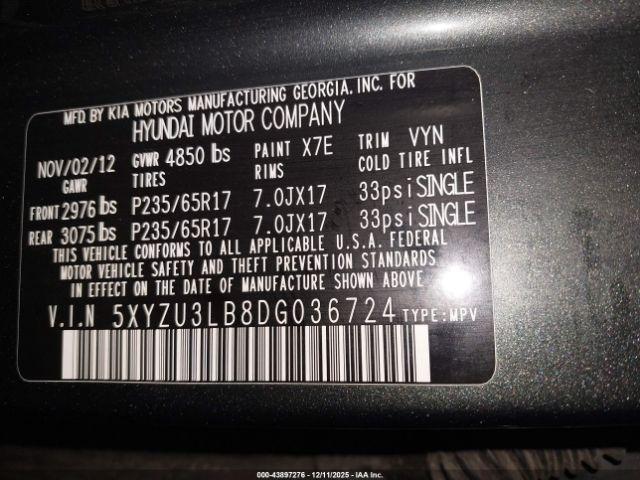 MFD. BY KIA MOTORS MANUFACTURING GEORGIA, INC. FOR
HYUNDAI MOTOR COMPANY
NOV/02/12 GVWR 4850 lbs PAINT X7E TRIM VYN
GAWR TIRES RIMS COLD TIRE INFL
FRONT 2976 lbs P235/65R17 7.0JX17 33psi SINGLE
REAR 3075 lbs P235/65R17 7.0JX17 33psi SINGLE
THIS VEHICLE CONFORMS TO ALL APPLICABLE U.S.A. FEDERAL
MOTOR VEHICLE SAFETY AND THEFT PREVENTION STANDARDS
IN EFFECT ON THE DATE OF MANUFACTURE SHOWN ABOVE.
V.I.N 5XYZU3LB8DG036724 TYPE:MPV
000-43897276 - 12/11/2025 - IAA Inc.